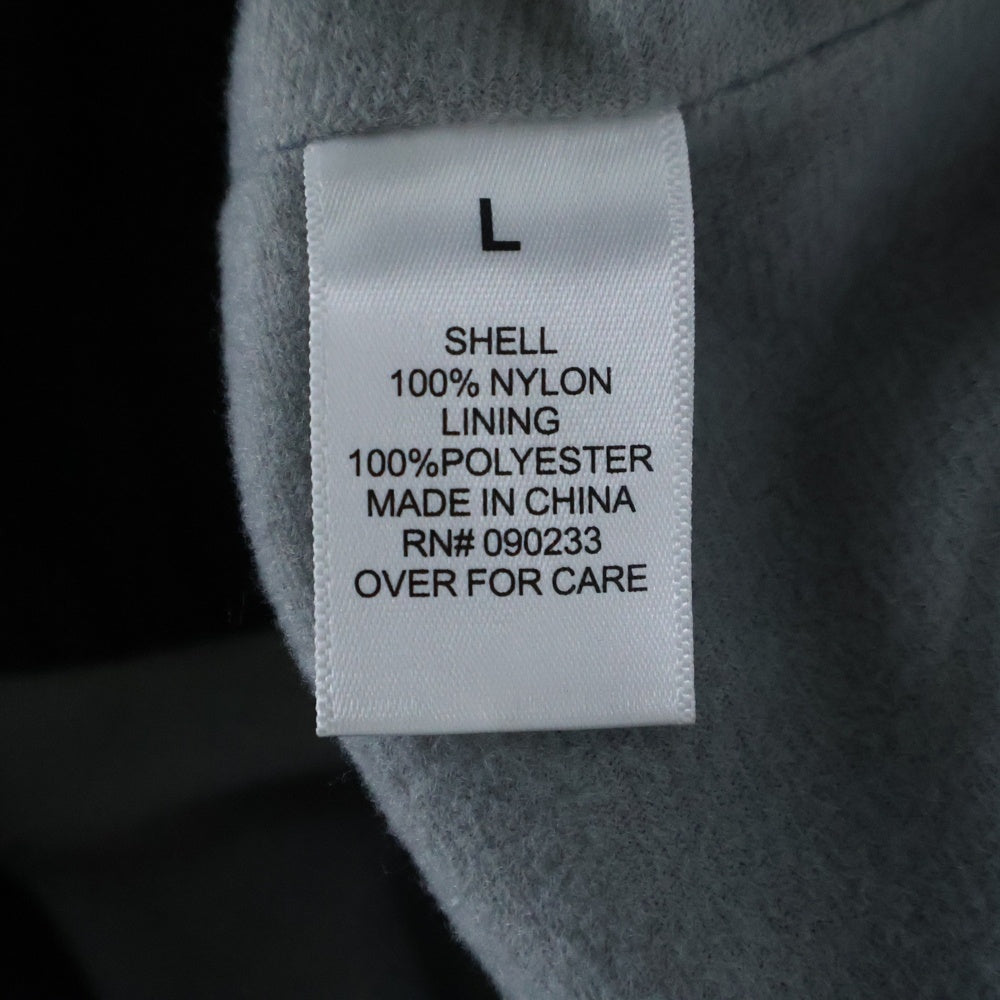 L
SHELL
100% NYLON
LINING
100%POLYESTER
MADE IN CHINA
RN# 090233
OVER FOR CARE